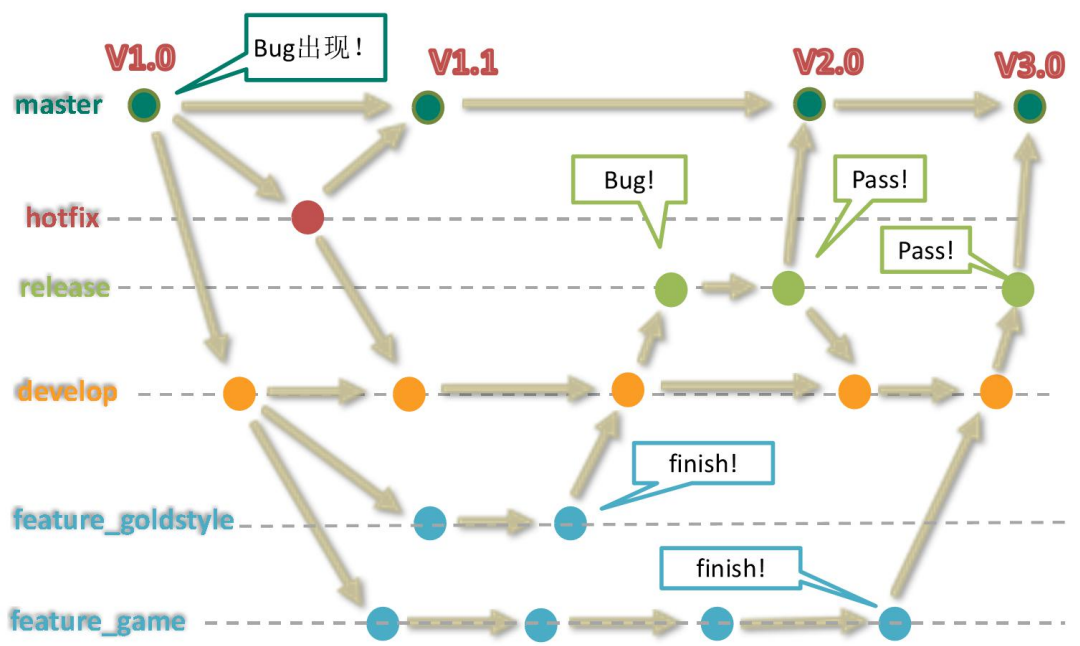 V1.0
Bug出现！
V1.1
V2.0
V3.0
master
Bug!
Pass!
hotfix
Pass!
release
develop
finish!
feature_goldstyle
finish!
feature_game